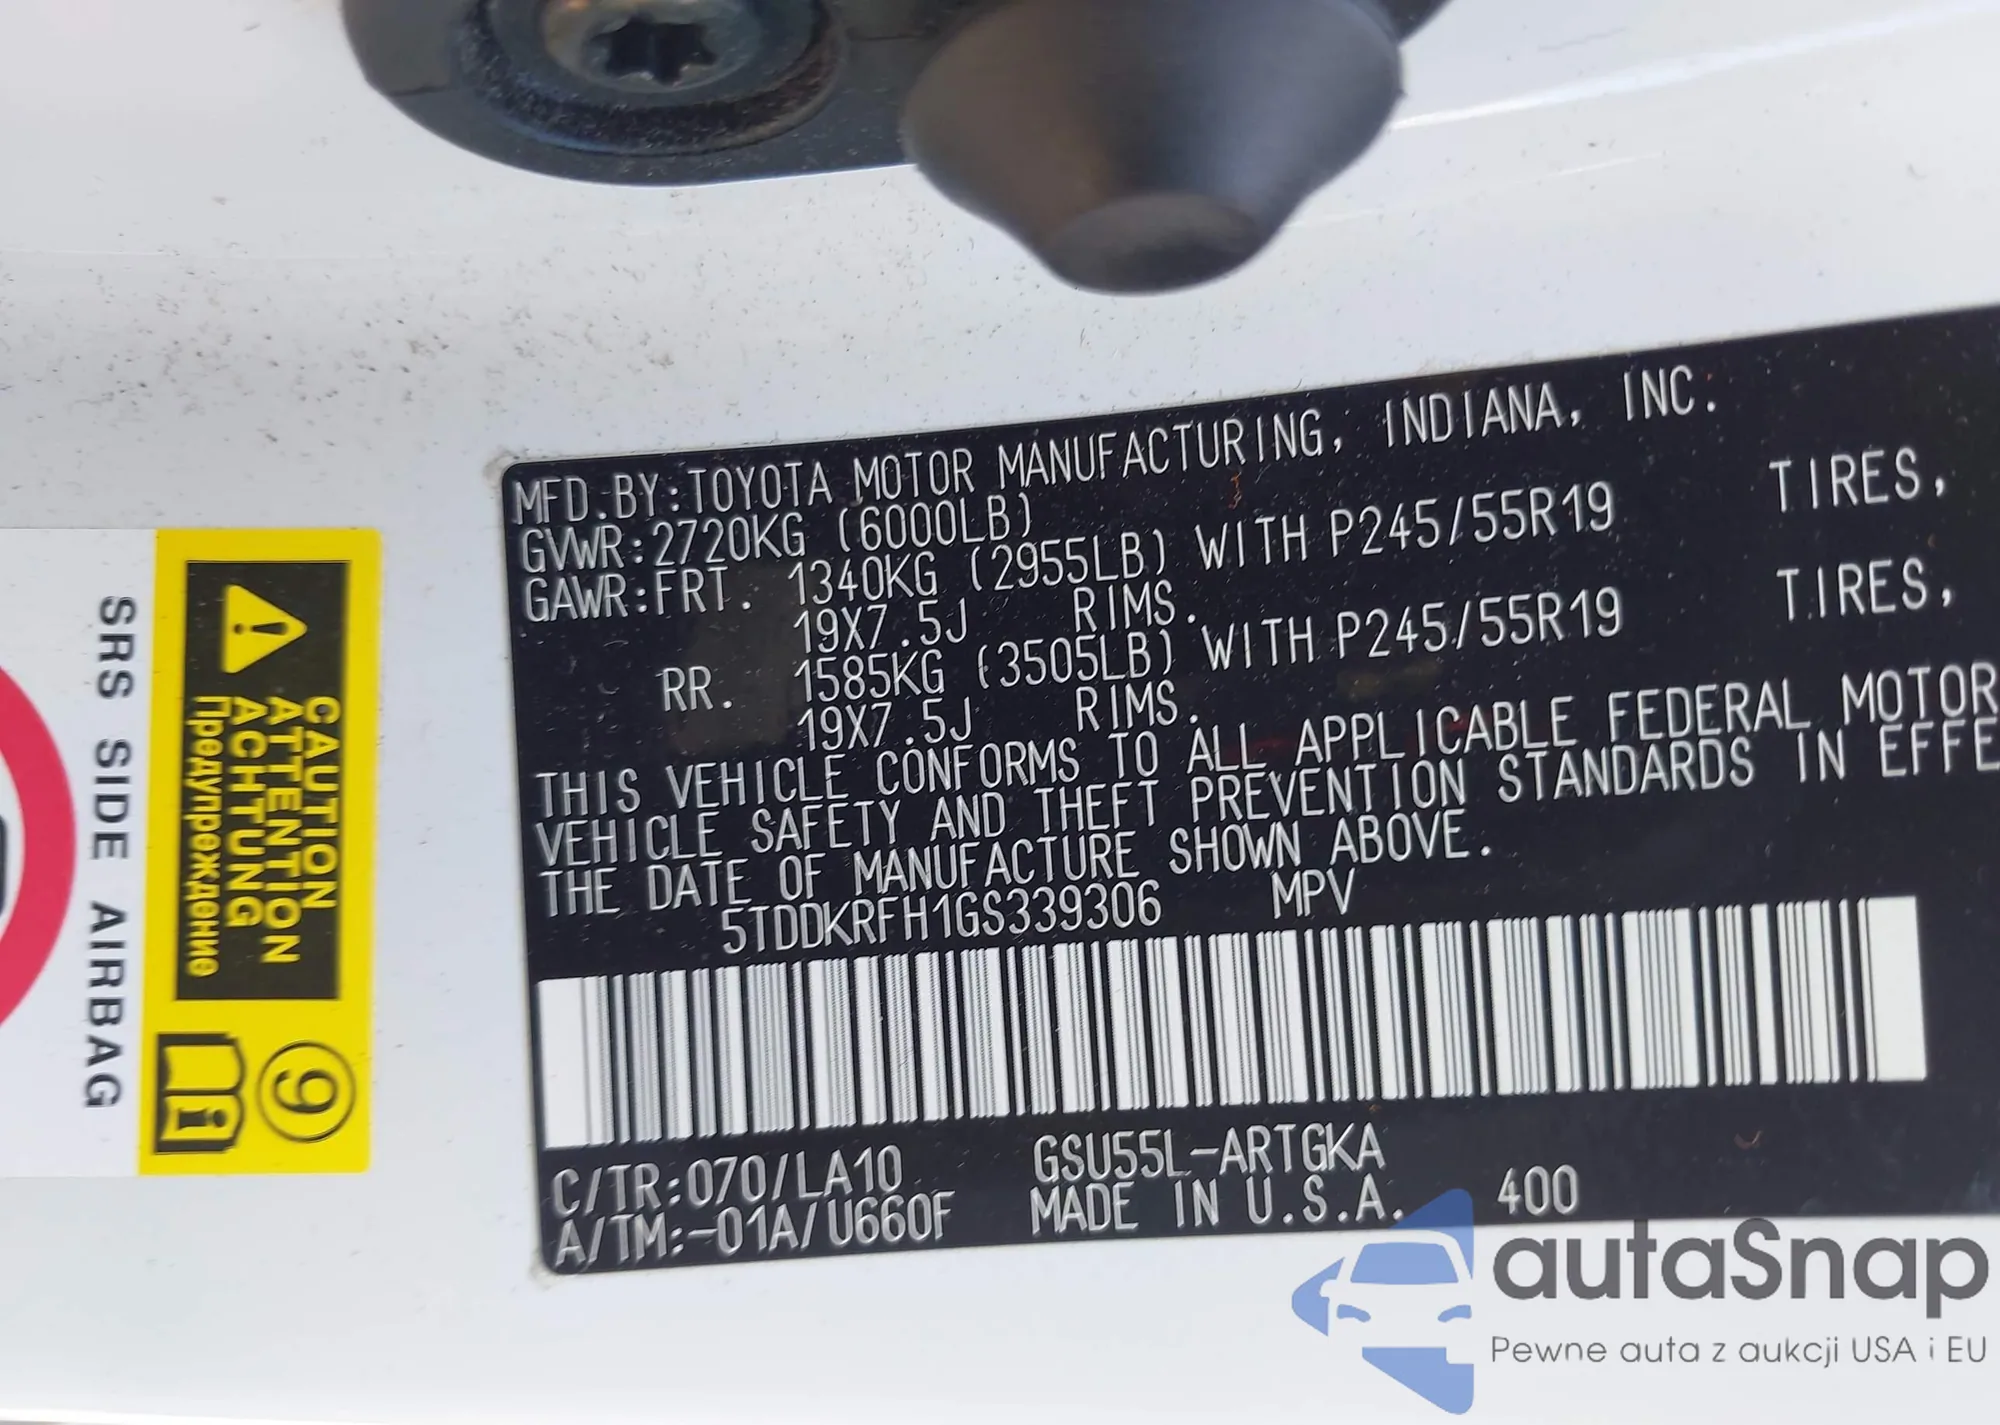 MFD.BY:TOYOTA MOTOR MANUFACTURING, INDIANA, INC.
GVWR:2720KG (6000LB)
GAWR:FRT. 1340KG (2955LB) WITH P245/55R19 TIRES,
19X7.5J RIMS.
RR. 1585KG (3505LB) WITH P245/55R19 TIRES,
19X7.5J RIMS.
THIS VEHICLE CONFORMS TO ALL APPLICABLE FEDERAL MOTOR
VEHICLE SAFETY AND THEFT PREVENTION STANDARDS IN EFFE
THE DATE OF MANUFACTURE SHOWN ABOVE.
5TDDKRFH1GS339306 MPV
C/TR:070/LA10 GSU55L-ARTGKA
A/TM:-01A/U660F MADE IN U.S.A. 400
CAUTION
ATTENTION
ACHTUNG
Предупреждение
9
i
SRS SIDE AIRBAG
autaSnap
Pewne auta z aukcji USA i EU